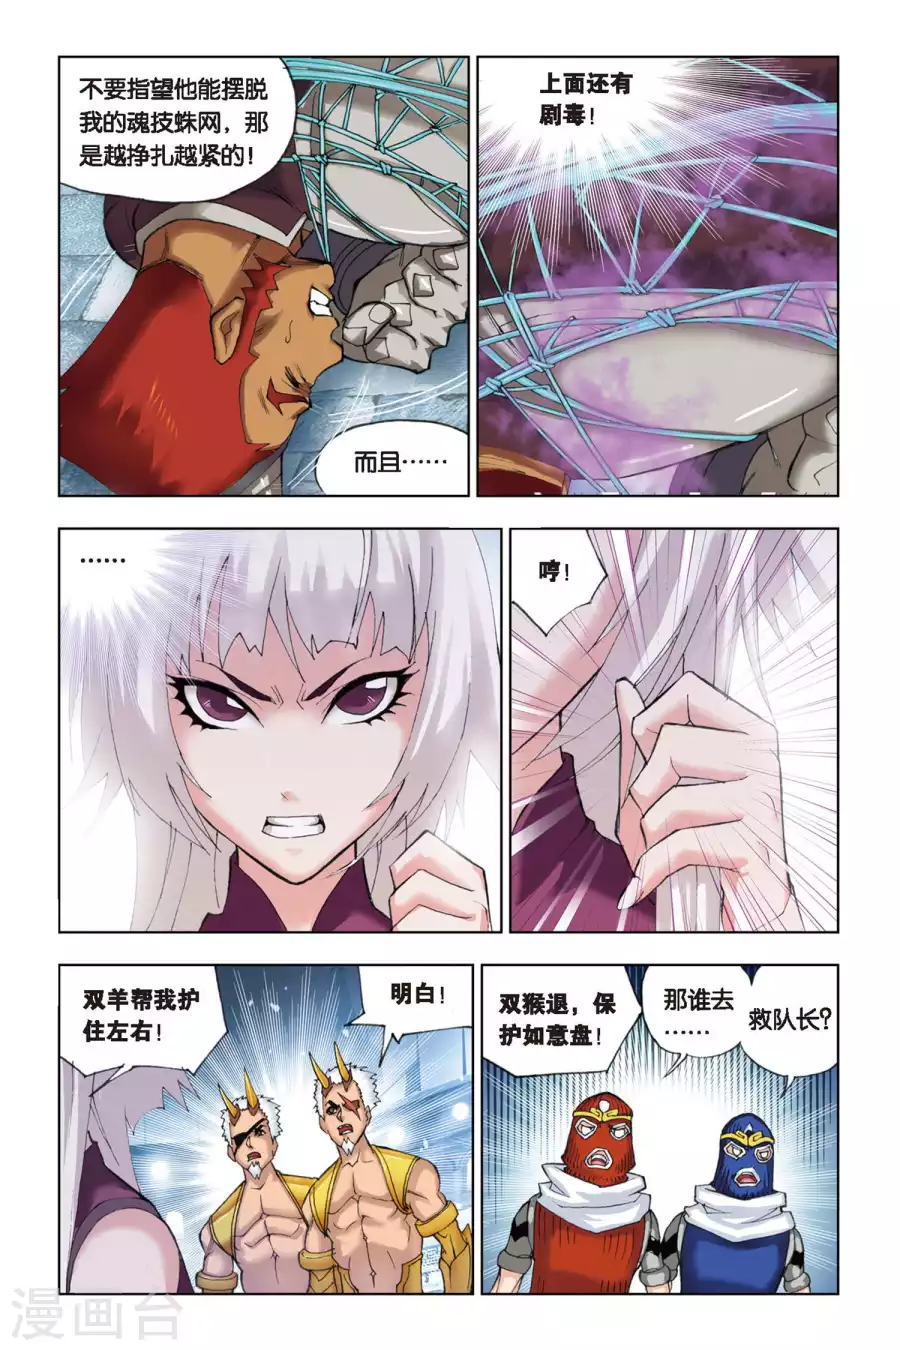 不要指望他能摆脱
我的魂技蛛网，那
是越挣扎越紧的！
而且……
上面还有
剧毒！
……
哼！
双羊帮我护
住左右！
明白！
双猴退，保
护如意盘！
那谁去
……
救队长？
漫画台